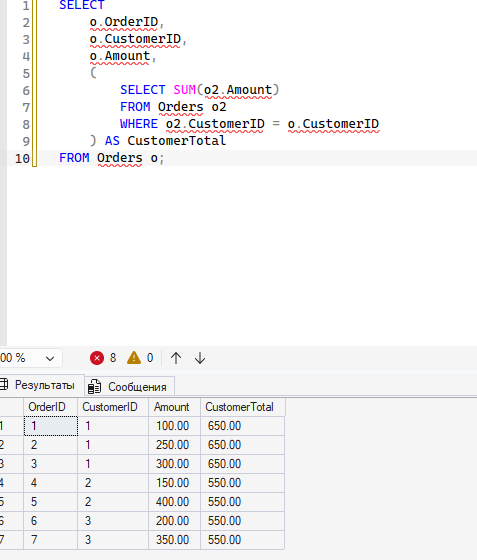 1 SELECT
2 o.OrderID,
3 o.CustomerID,
4 o.Amount,
5 (
6 SELECT SUM(o2.Amount)
7 FROM Orders o2
8 WHERE o2.CustomerID = o.CustomerID
9 ) AS CustomerTotal
10 FROM Orders o;
00 % 8 0
Результаты Сообщения
OrderID CustomerID Amount CustomerTotal
1 1 1 100.00 650.00
2 2 1 250.00 650.00
3 3 1 300.00 650.00
4 4 2 150.00 550.00
5 5 2 400.00 550.00
6 6 3 200.00 550.00
7 7 3 350.00 550.00